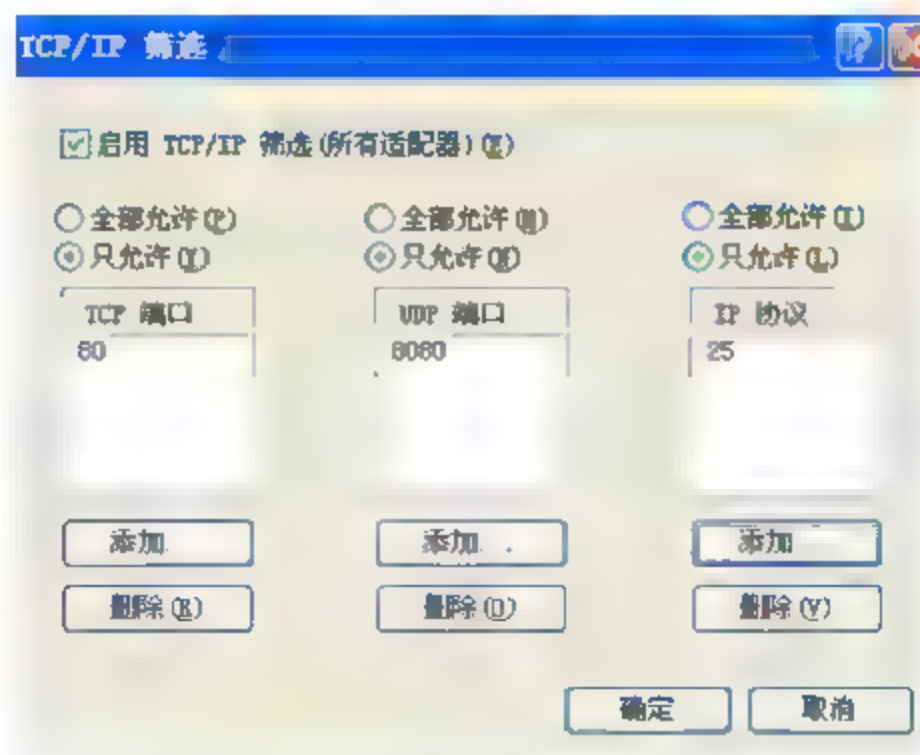 TCP/IP 筛选
启用 TCP/IP 筛选(所有适配器)(E)
全部允许(P) 全部允许 全部允许
只允许 只允许 只允许(L)
TCP 端口 UDP 端口 IP 协议
80 8080 25
添加 添加 添加
删除(R) 删除 删除(V)
确定 取消